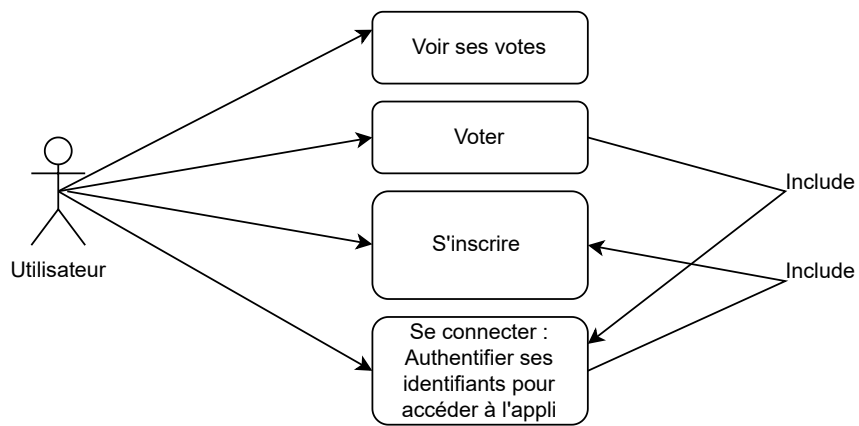 Voir ses votes
Voter
Include
S'inscrire
Utilisateur
Include
Se connecter :
Authentifier ses
identifiants pour
accéder à l'appli